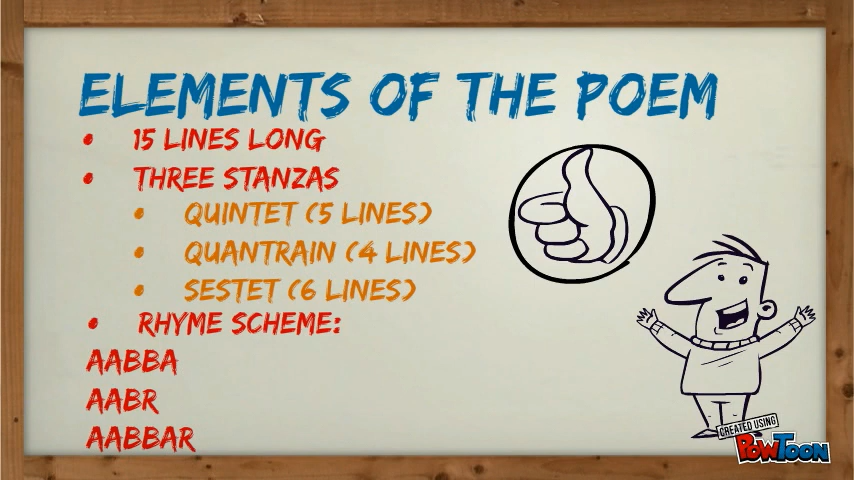 ELEMENTS OF THE POEM
• 15 LINES LONG
• THREE STANZAS
• QUINTET (5 LINES)
• QUANTRAIN (4 LINES)
• SESTET (6 LINES)
• RHYME SCHEME:
AABBA
AABR
AABBAR
CREATED USING
POWTOON